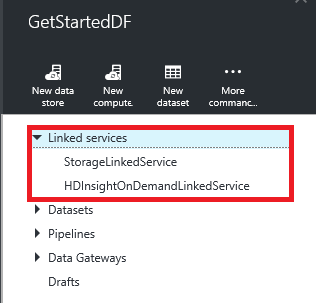 GetStartedDF
New data store
New compute.
New dataset
More commanc...
Linked services
StorageLinkedService
HDInsightOnDemandLinkedService
Datasets
Pipelines
Data Gateways
Drafts